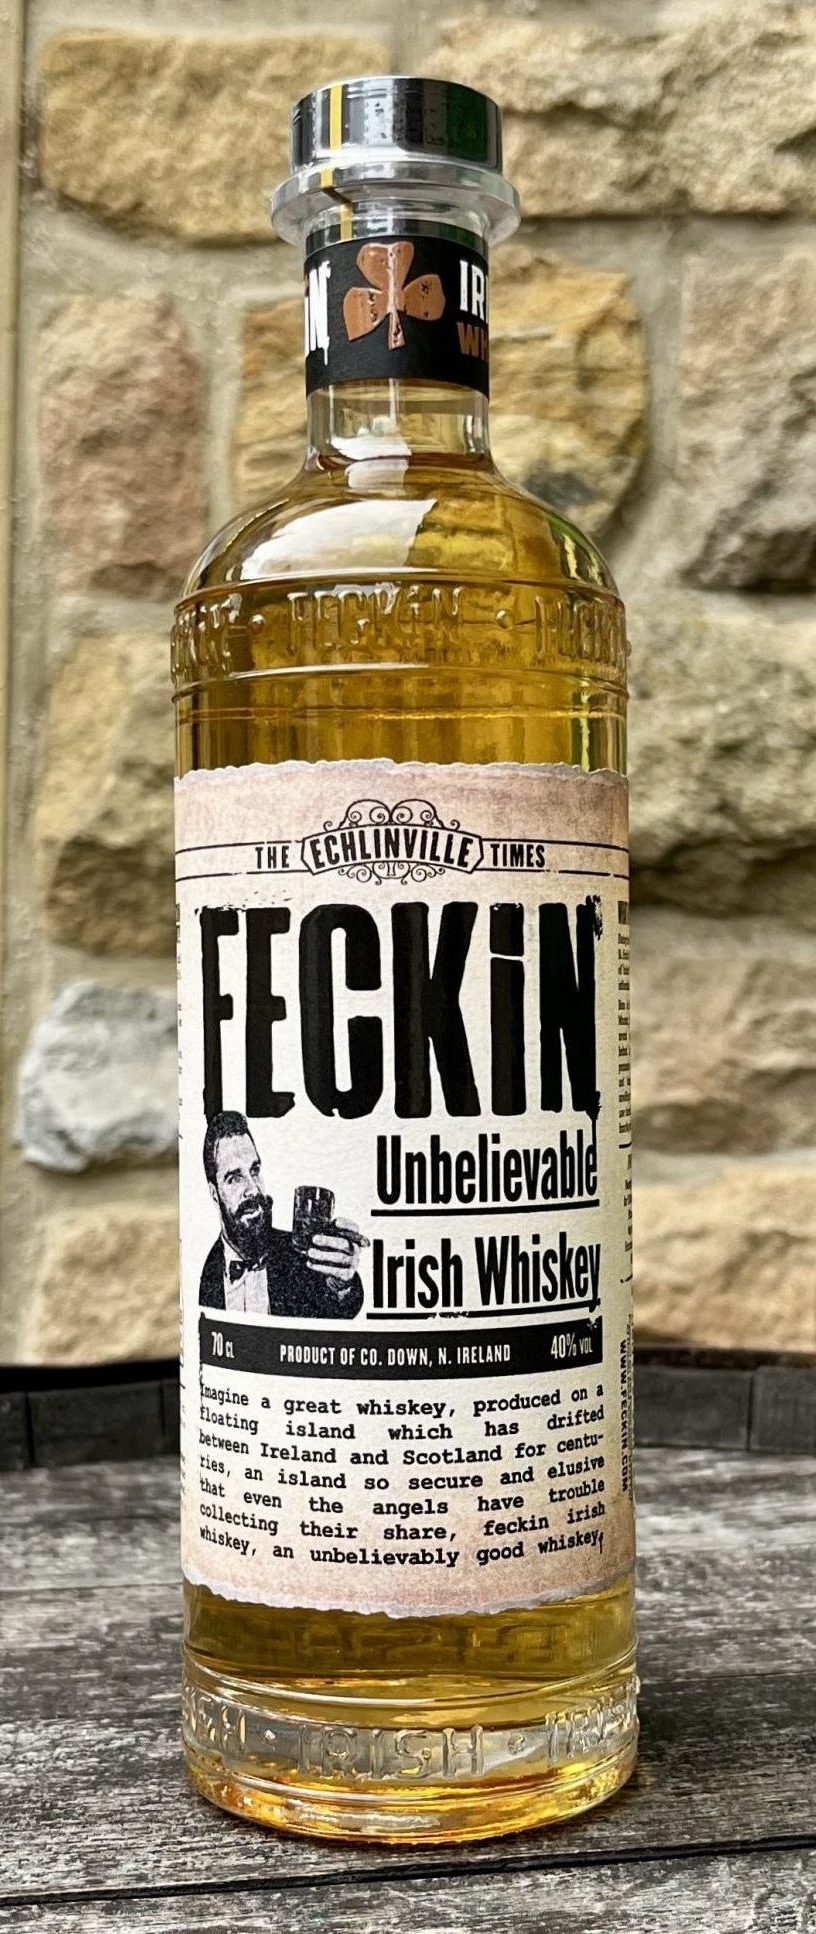 IR
WH
FECKiN
THE ECHLINVILLE TIMES
FECKiN
Unbelievable
Irish Whiskey
70 CL PRODUCT OF CO. DOWN, N. IRELAND 40% VOL
Imagine a great whiskey, produced on a
floating island which has drifted
between Ireland and Scotland for centu-
ries, an island so secure and elusive
that even the angels have trouble
collecting their share, feckin irish
whiskey, an unbelievably good whiskey,
WWW.FECKIN.COM
IRISH